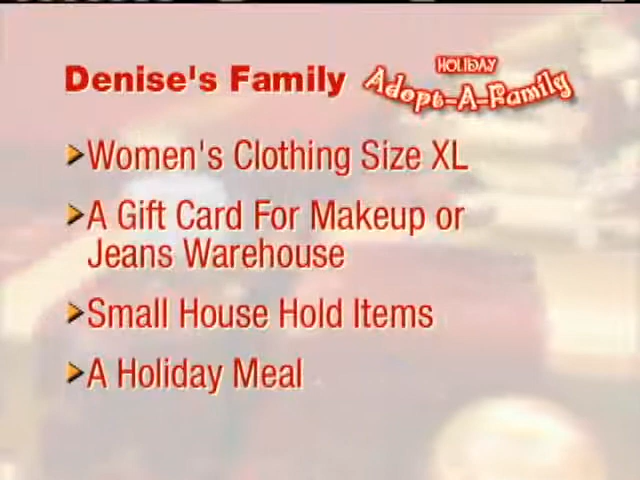 Denise's Family
HOLIDAY
Adopt-A-Family
Women's Clothing Size XL
A Gift Card For Makeup or
Jeans Warehouse
Small House Hold Items
A Holiday Meal